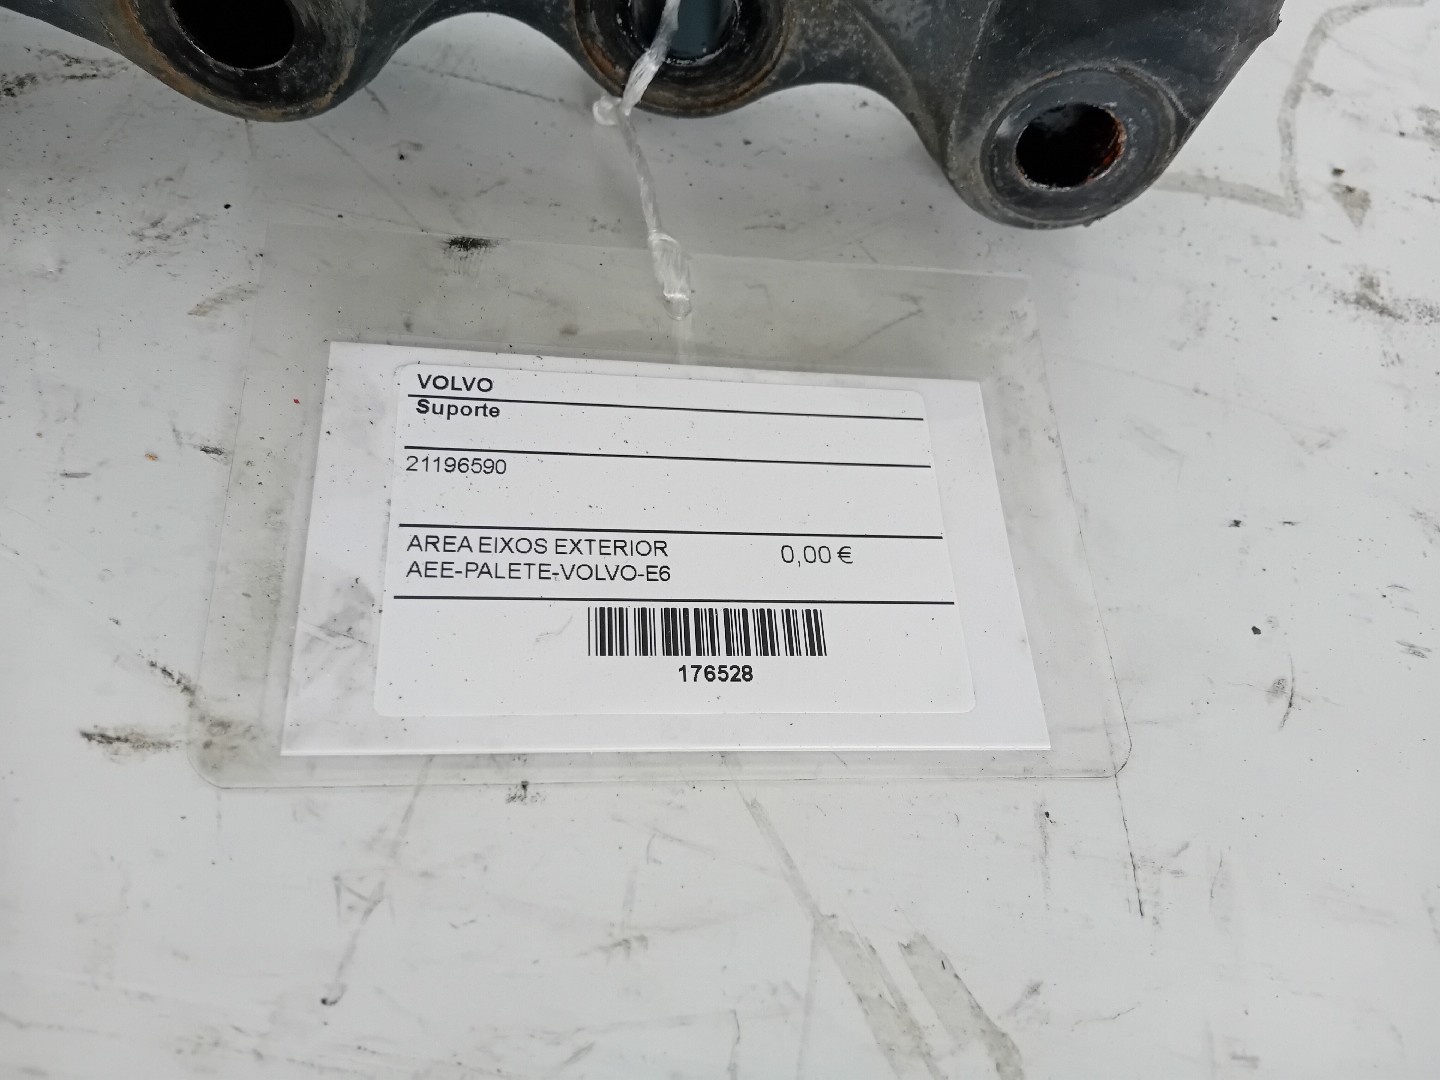 VOLVO
Suporte
21196590
AREA EIXOS EXTERIOR 0,00 €
AEE-PALETE-VOLVO-E6
176528